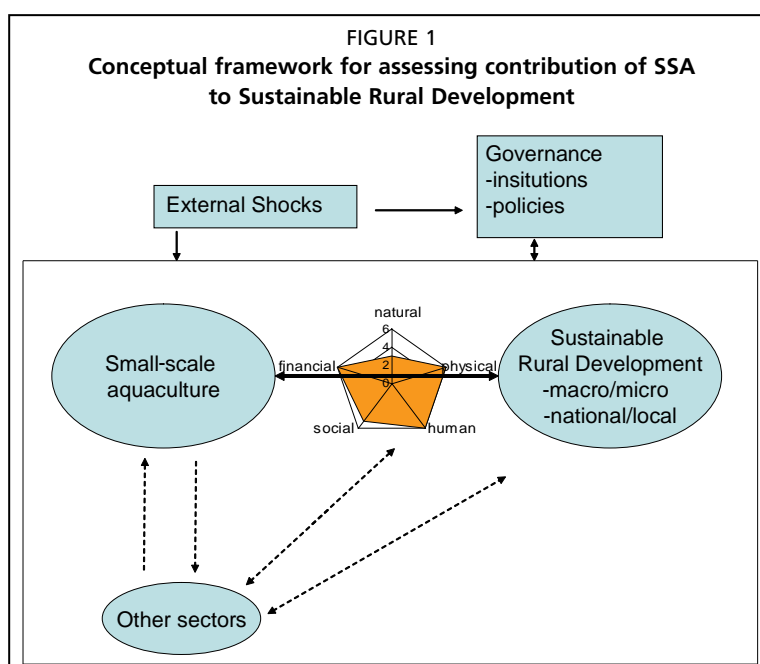 FIGURE 1
Conceptual framework for assessing contribution of SSA
to Sustainable Rural Development
Governance
-insitutions
-policies
External Shocks
natural
6
4
2
0
financial
physical
social
human
Small-scale
aquaculture
Sustainable
Rural Development
-macro/micro
-national/local
Other sectors